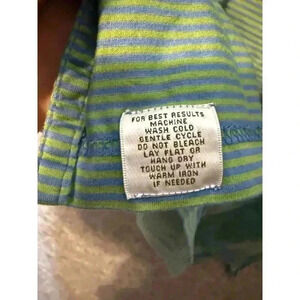 FOR BEST RESULTS
MACHINE
WASH COLD
GENTLE CYCLE
DO NOT BLEACH
LAY FLAT OR
HANG DRY
TOUCH UP WITH
WARM IRON
IF NEEDED